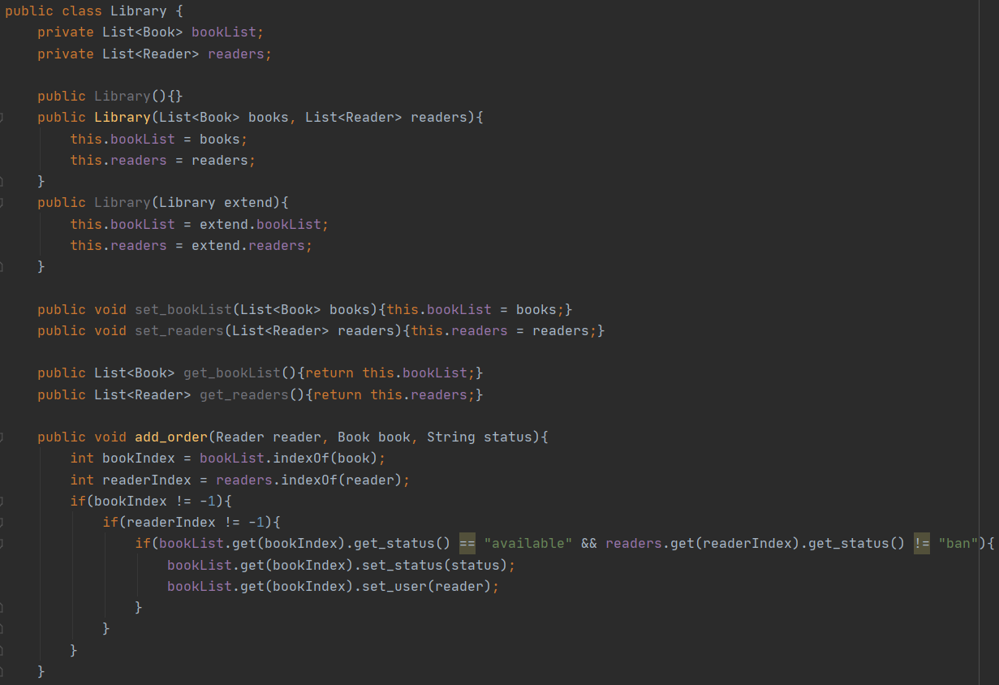 public class Library {
    private List<Book> bookList;
    private List<Reader> readers;

    public Library(){}
    public Library(List<Book> books, List<Reader> readers){
        this.bookList = books;
        this.readers = readers;
    }
    public Library(Library extend){
        this.bookList = extend.bookList;
        this.readers = extend.readers;
    }

    public void set_bookList(List<Book> books){this.bookList = books;}
    public void set_readers(List<Reader> readers){this.readers = readers;}

    public List<Book> get_bookList(){return this.bookList;}
    public List<Reader> get_readers(){return this.readers;}

    public void add_order(Reader reader, Book book, String status){
        int bookIndex = bookList.indexOf(book);
        int readerIndex = readers.indexOf(reader);
        if(bookIndex != -1){
            if(readerIndex != -1){
                if(bookList.get(bookIndex).get_status() == "available" && readers.get(readerIndex).get_status() != "ban"){
                    bookList.get(bookIndex).set_status(status);
                    bookList.get(bookIndex).set_user(reader);
                }
            }
        }
    }